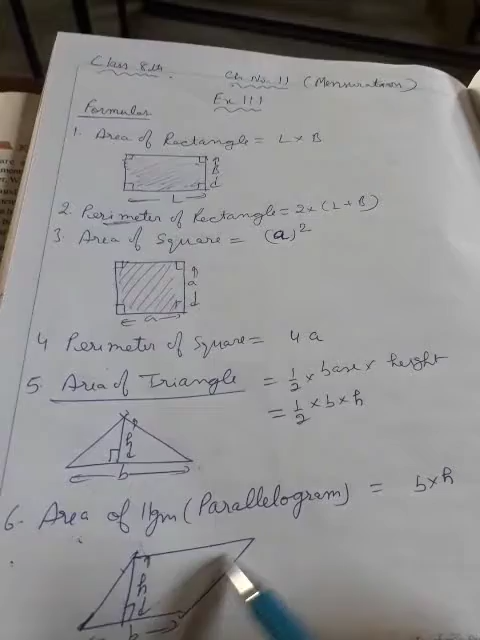 Class 8th.
Ch. No. 11 (Mensuration)
Ex 11.1
Formulas
1. Area of Rectangle = L × B
B
L
2. Perimeter of Rectangle = 2×(L+B)
3. Area of Square = (a)²
a
a
4 Perimeter of Square = 4a
5. Area of Triangle = 1/2 × base × height
= 1/2 × b × h
h
b
6. Area of ||gm (Parallelogram) = b×h
h
b